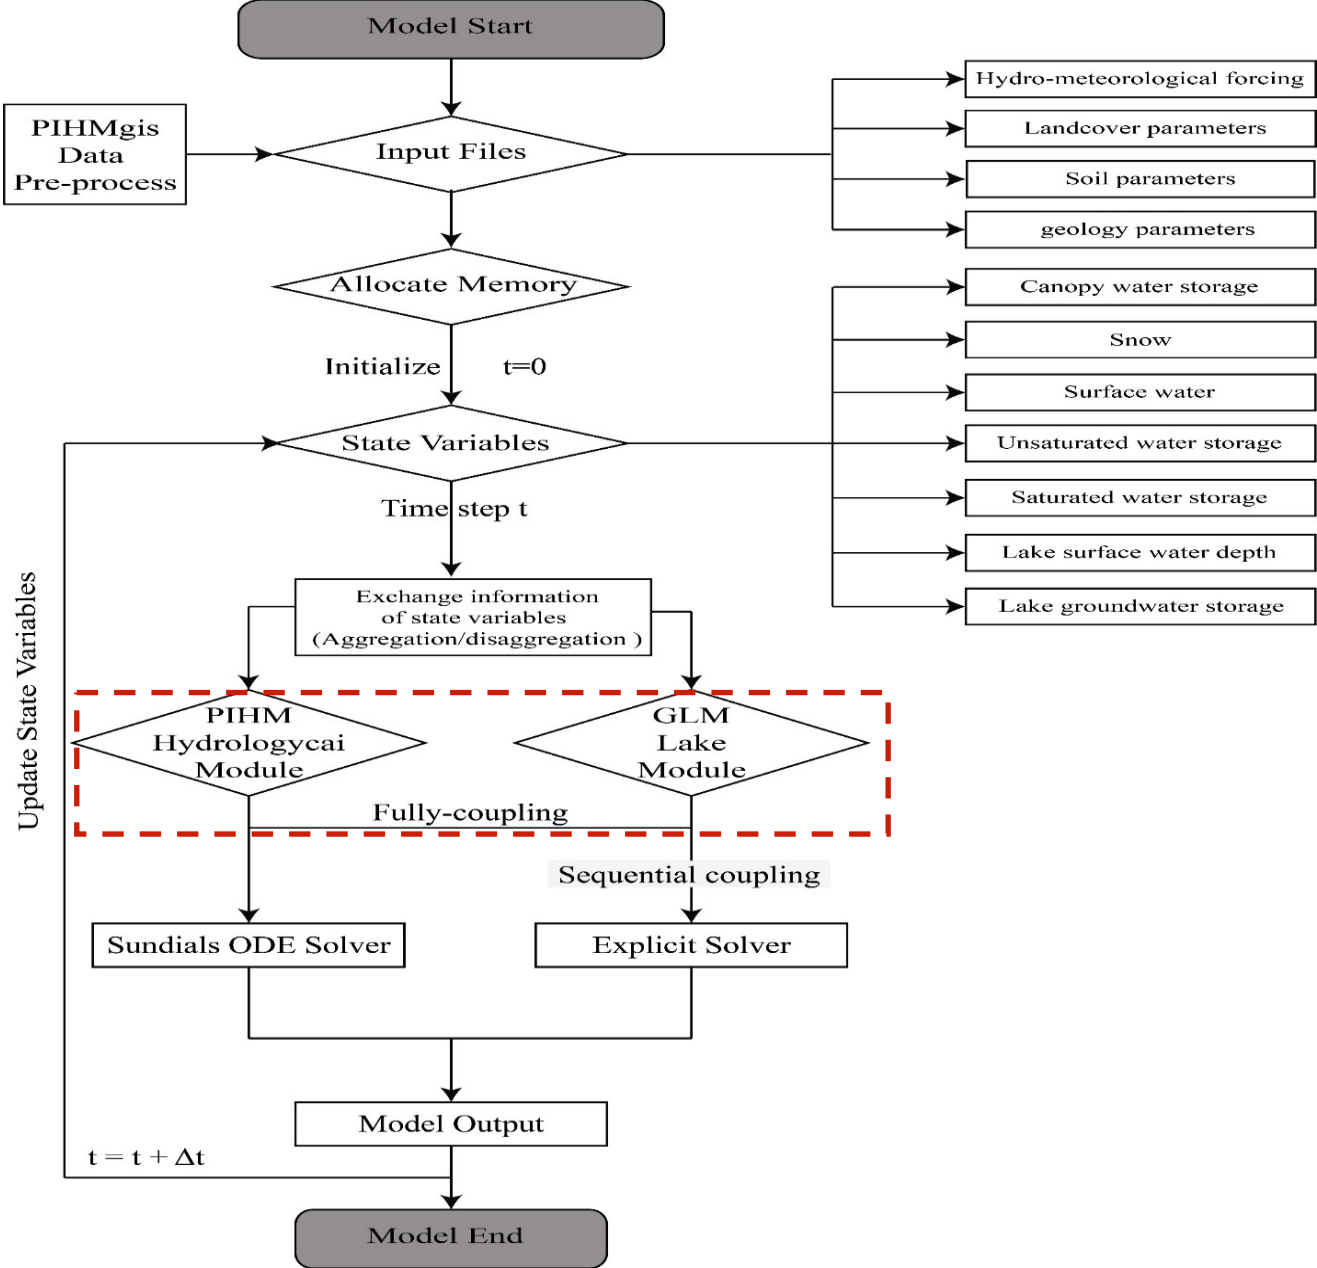 Model Start
PIHMgis
Data
Pre-process
Input Files
Hydro-meteorological forcing
Landcover parameters
Soil parameters
geology parameters
Allocate Memory
Initialize
t=0
State Variables
Canopy water storage
Snow
Surface water
Unsaturated water storage
Saturated water storage
Lake surface water depth
Lake groundwater storage
Time step t
Exchange information
of state variables
(Aggregation/disaggregation )
Update State Variables
PIHM
Hydrologycai
Module
GLM
Lake
Module
Fully-coupling
Sequential coupling
Sundials ODE Solver
Explicit Solver
Model Output
t = t + Δt
Model End